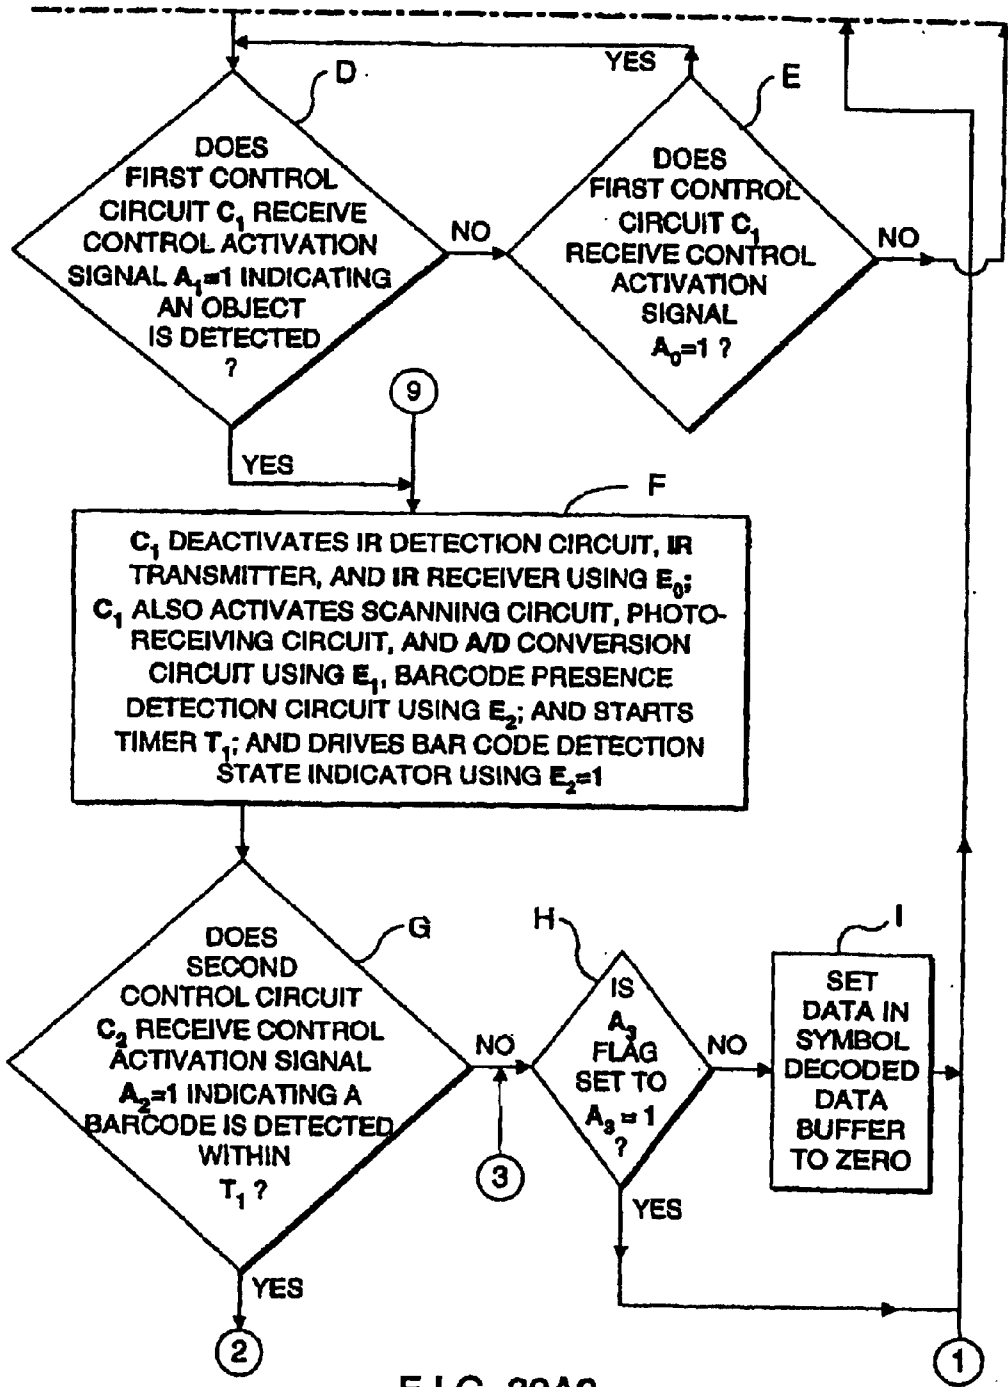 YES
D
E
DOES
FIRST CONTROL
CIRCUIT C₁ RECEIVE
CONTROL ACTIVATION
SIGNAL A₁=1 INDICATING
AN OBJECT
IS DETECTED
?
NO
DOES
FIRST CONTROL
CIRCUIT C₁
RECEIVE CONTROL
ACTIVATION
SIGNAL
A₀=1 ?
NO
9
YES
F
C₁ DEACTIVATES IR DETECTION CIRCUIT, IR
TRANSMITTER, AND IR RECEIVER USING E₀;
C₁ ALSO ACTIVATES SCANNING CIRCUIT, PHOTO-
RECEIVING CIRCUIT, AND A/D CONVERSION
CIRCUIT USING E₁, BARCODE PRESENCE
DETECTION CIRCUIT USING E₂; AND STARTS
TIMER T₁; AND DRIVES BAR CODE DETECTION
STATE INDICATOR USING E₂=1
G
DOES
SECOND
CONTROL CIRCUIT
C₂ RECEIVE CONTROL
ACTIVATION SIGNAL
A₂=1 INDICATING A
BARCODE IS DETECTED
WITHIN
T₁ ?
NO
3
H
IS
A₃
FLAG
SET TO
A₃ = 1
?
NO
I
SET
DATA IN
SYMBOL
DECODED
DATA
BUFFER
TO ZERO
YES
YES
2
1